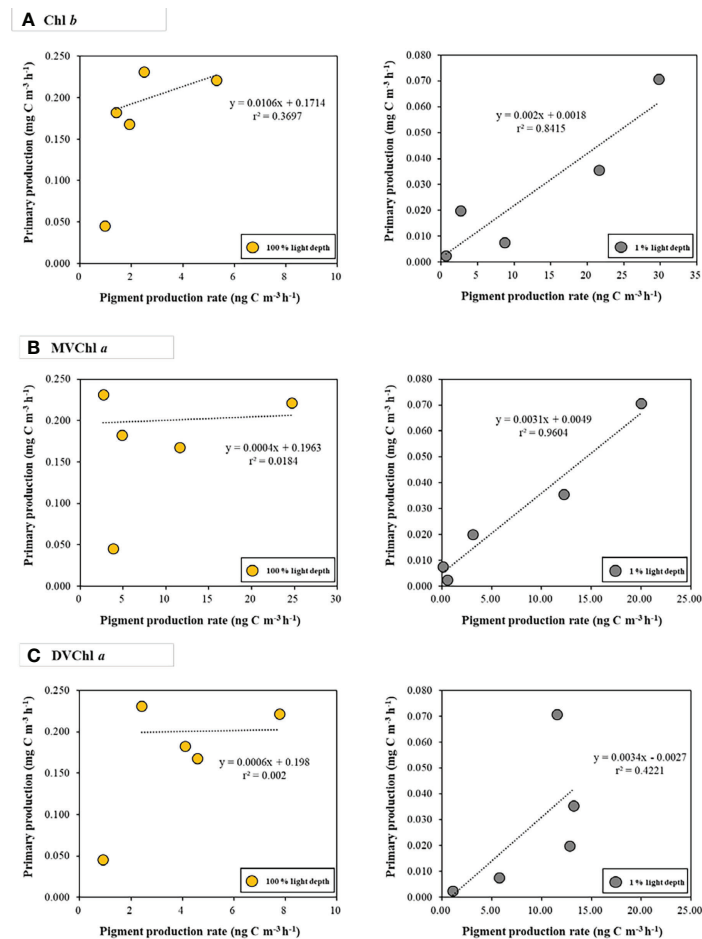 A Chl b
Primary production (mg C m⁻³ h⁻¹)
0.250
0.200
0.150
0.100
0.050
0.000
y = 0.0106x + 0.1714
r² = 0.3697
100 % light depth
0 2 4 6 8 10
Pigment production rate (ng C m⁻³ h⁻¹)
Primary production (mg C m⁻³ h⁻¹)
0.080
0.070
0.060
0.050
0.040
0.030
0.020
0.010
0.000
y = 0.002x + 0.0018
r² = 0.8415
1 % light depth
0 5 10 15 20 25 30 35
Pigment production rate (ng C m⁻³ h⁻¹)
B MVChl a
Primary production (mg C m⁻³ h⁻¹)
0.250
0.200
0.150
0.100
0.050
0.000
y = 0.0004x + 0.1963
r² = 0.0184
100 % light depth
0 5 10 15 20 25 30
Pigment production rate (ng C m⁻³ h⁻¹)
Primary production (mg C m⁻³ h⁻¹)
0.080
0.070
0.060
0.050
0.040
0.030
0.020
0.010
0.000
y = 0.0031x + 0.0049
r² = 0.9604
1 % light depth
0.00 5.00 10.00 15.00 20.00 25.00
Pigment production rate (ng C m⁻³ h⁻¹)
C DVChl a
Primary production (mg C m⁻³ h⁻¹)
0.250
0.200
0.150
0.100
0.050
0.000
y = 0.0006x + 0.198
r² = 0.002
100 % light depth
0 2 4 6 8 10
Pigment production rate (ng C m⁻³ h⁻¹)
Primary production (mg C m⁻³ h⁻¹)
0.080
0.070
0.060
0.050
0.040
0.030
0.020
0.010
0.000
y = 0.0034x - 0.0027
r² = 0.4221
1 % light depth
0.00 5.00 10.00 15.00 20.00 25.00
Pigment production rate (ng C m⁻³ h⁻¹)